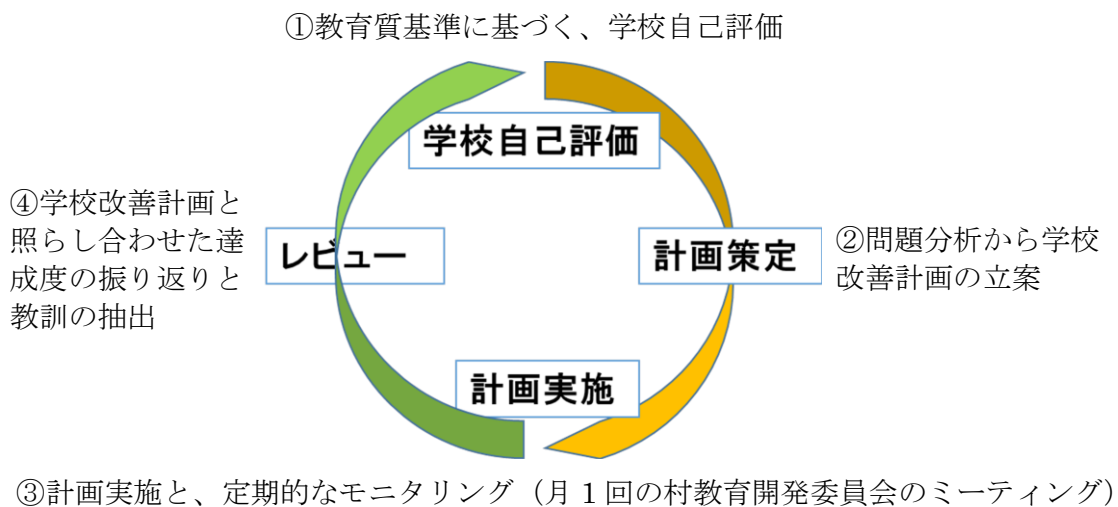 ①教育質基準に基づく、学校自己評価
学校自己評価
④学校改善計画と
照らし合わせた達
成度の振り返りと
教訓の抽出
レビュー
計画策定
②問題分析から学校
改善計画の立案
計画実施
③計画実施と、定期的なモニタリング（月１回の村教育開発委員会のミーティング）